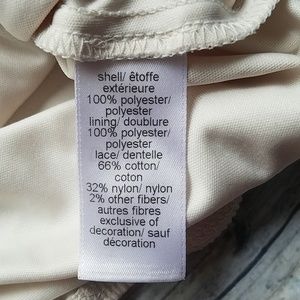 shell/ étoffe
extérieure
100% polyester/
polyester
lining/ doublure
100% polyester/
polyester
lace/ dentelle
66% cotton/
coton
32% nylon/ nylon
2% other fibers/
autres fibres
exclusive of
decoration/ sauf
décoration